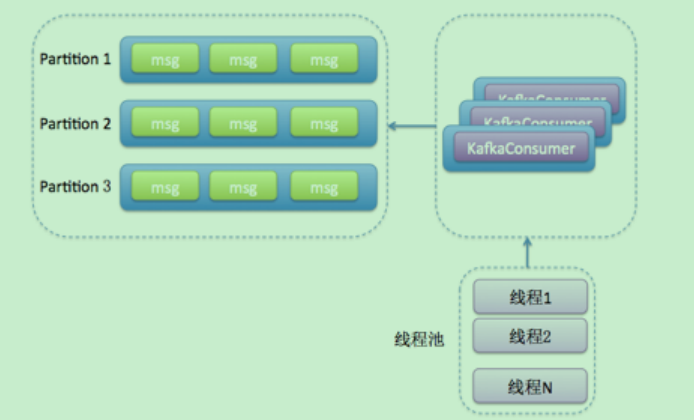 Partition 1
msg
msg
msg
Partition 2
msg
msg
msg
Partition 3
msg
msg
msg
KafkaConsumer
KafkaConsumer
KafkaConsumer
线程池
线程1
线程2
线程N